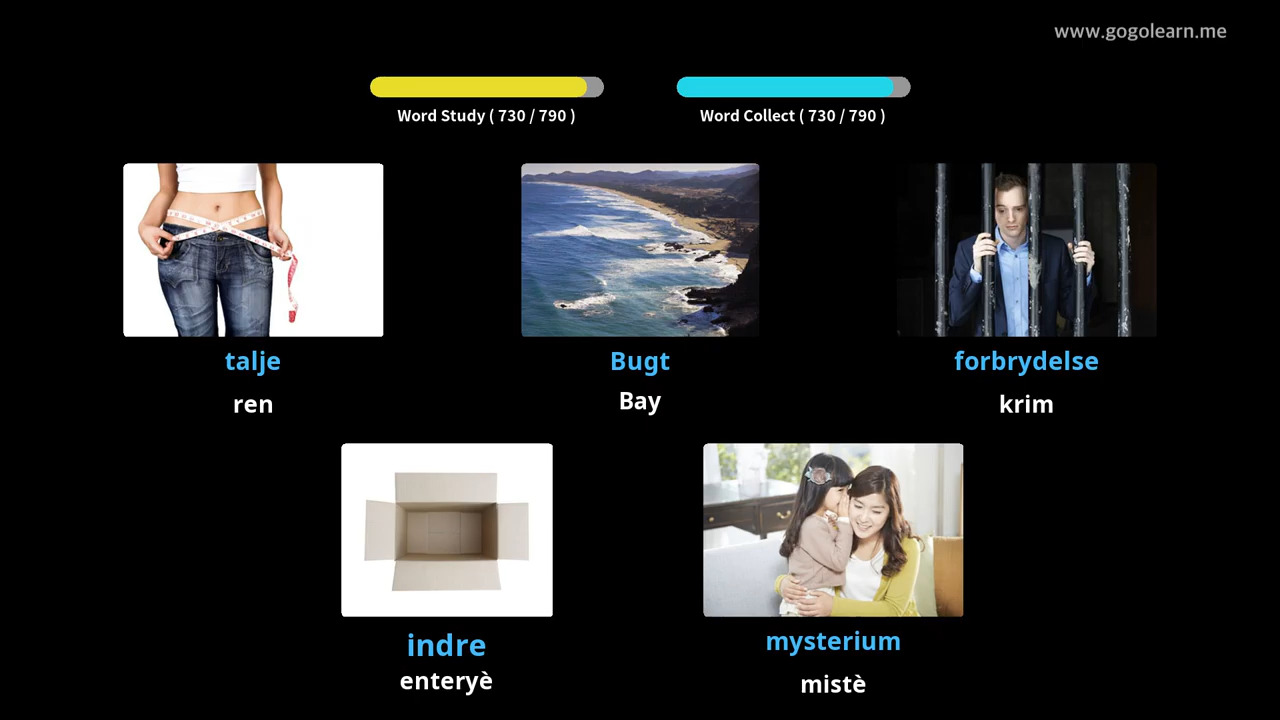 www.gogolearn.me
Word Study ( 730 / 790 )
Word Collect ( 730 / 790 )
talje
Bugt
forbrydelse
ren
Bay
krim
indre
mysterium
enteryè
mistè